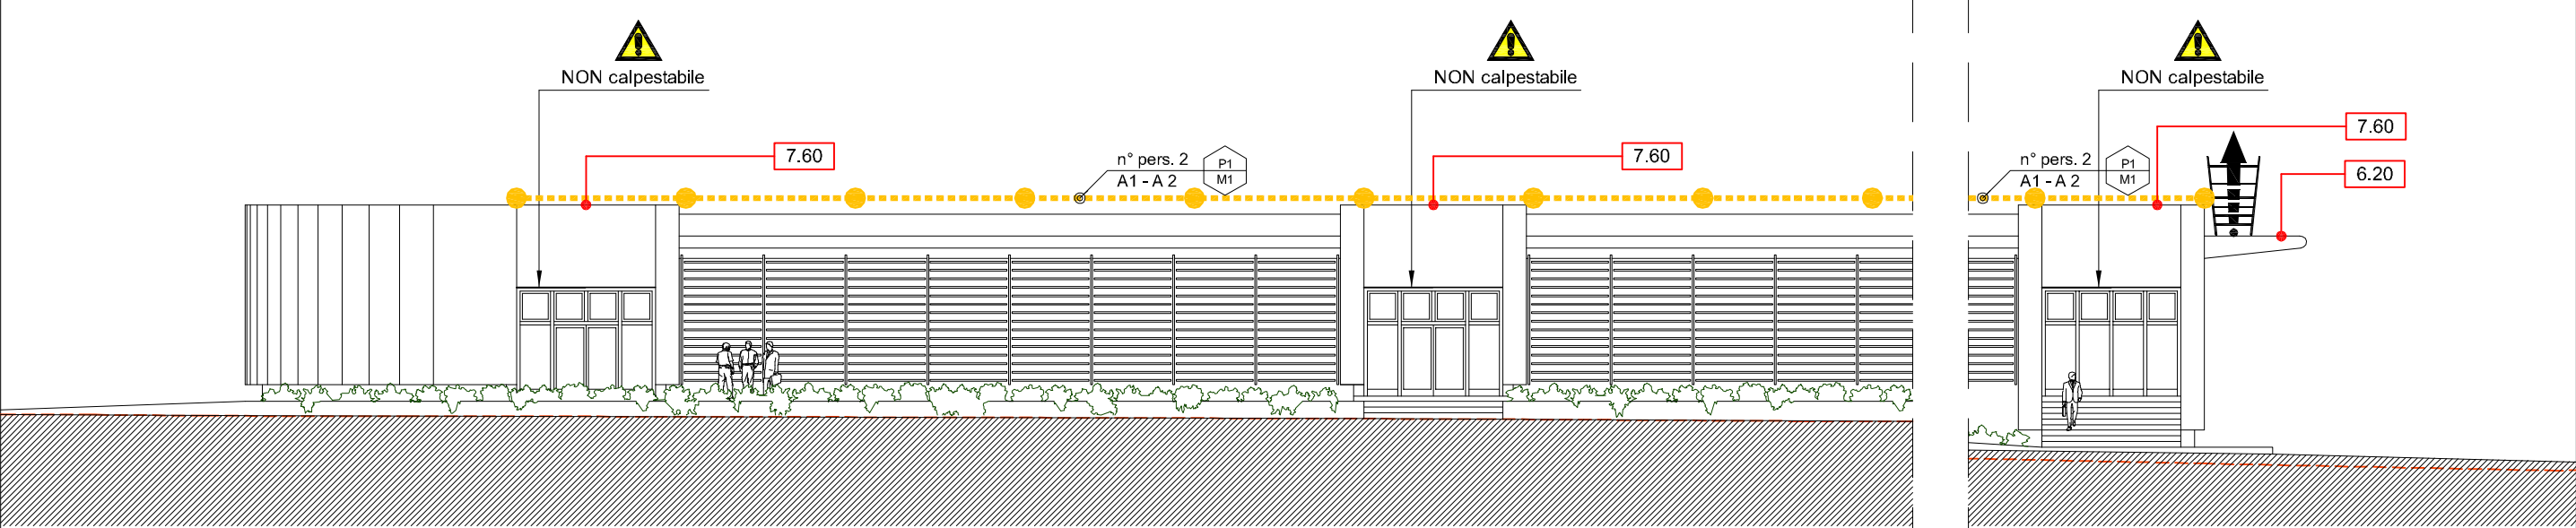 NON calpestabile
NON calpestabile
NON calpestabile
7.60
n° pers. 2
A1 - A 2
P1
M1
7.60
n° pers. 2
A1 - A 2
P1
M1
7.60
6.20